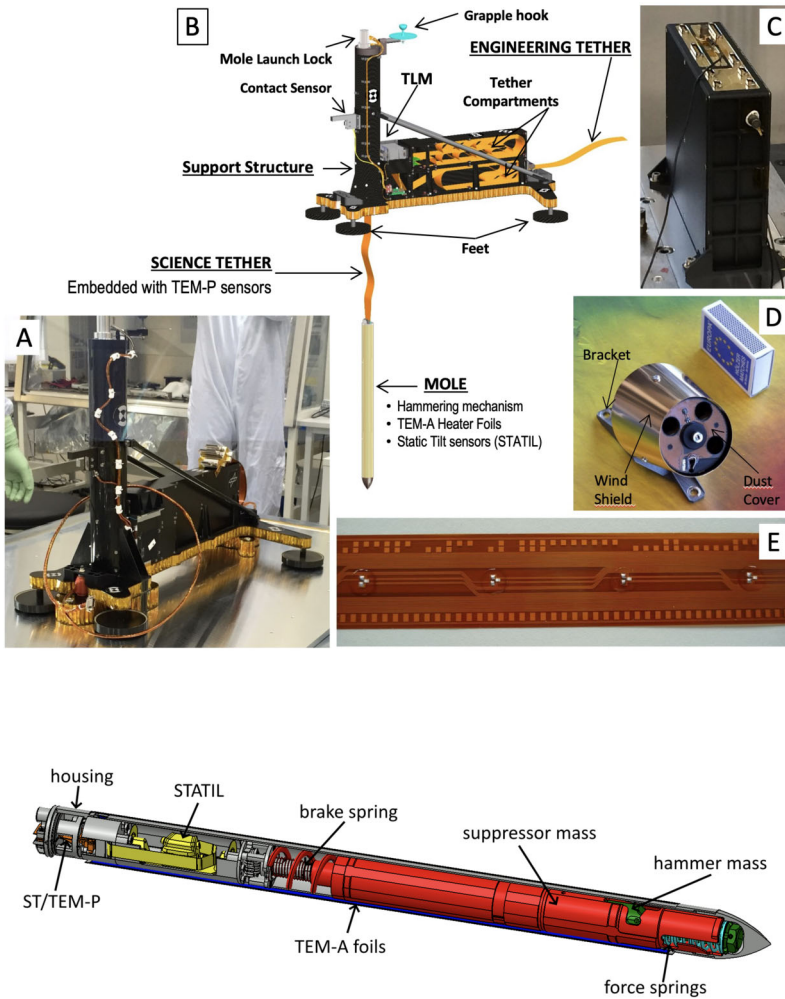 B
Grapple hook
C
Mole Launch Lock
ENGINEERING TETHER
Contact Sensor
TLM
Tether
Compartments
Support Structure
Feet
SCIENCE TETHER
Embedded with TEM-P sensors
A
MOLE
• Hammering mechanism
• TEM-A Heater Foils
• Static Tilt sensors (STATIL)
D
Bracket
Wind
Shield
Dust
Cover
E
housing
STATIL
brake spring
suppressor mass
hammer mass
ST/TEM-P
TEM-A foils
force springs